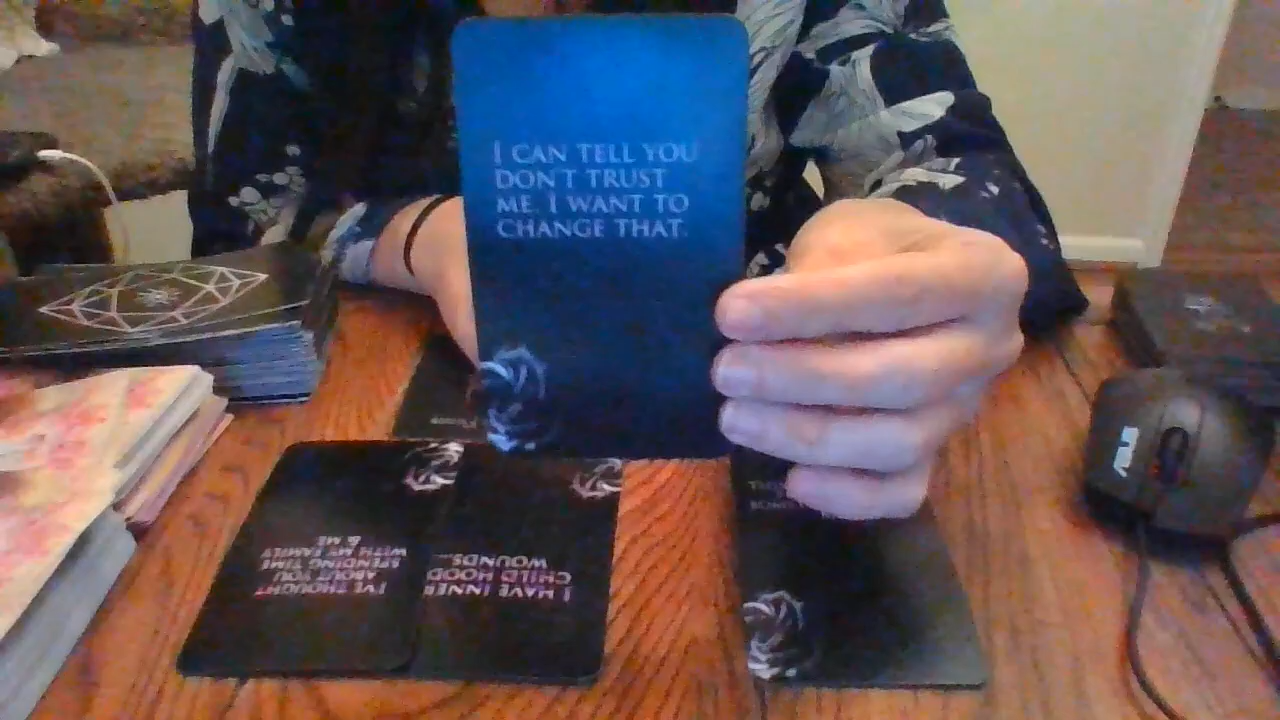 I CAN TELL YOU
DON'T TRUST
ME. I WANT TO
CHANGE THAT.
I'VE THOUGHT
ABOUT YOU
SPENDING TIME
WITH MY FAMILY
& ME
I HAVE INNER
CHILD HOOD
WOUNDS...